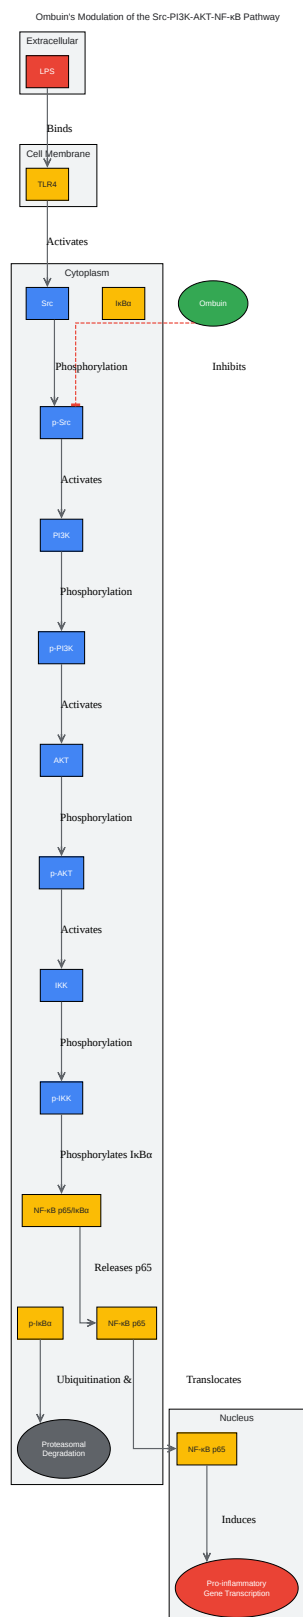 Ombuin's Modulation of the Src-PI3K-AKT-NF-κB Pathway
Extracellular
LPS
Binds
Cell Membrane
TLR4
Activates
Cytoplasm
Src
IκBα
Ombuin
Phosphorylation
Inhibits
p-Src
Activates
PI3K
Phosphorylation
p-PI3K
Activates
AKT
Phosphorylation
p-AKT
Activates
IKK
Phosphorylation
p-IKK
Phosphorylates IκBα
NF-κB p65/IκBα
Releases p65
p-IκBα
NF-κB p65
Ubiquitination &
Translocates
Nucleus
Proteasomal
Degradation
NF-κB p65
Induces
Pro-inflammatory
Gene Transcription